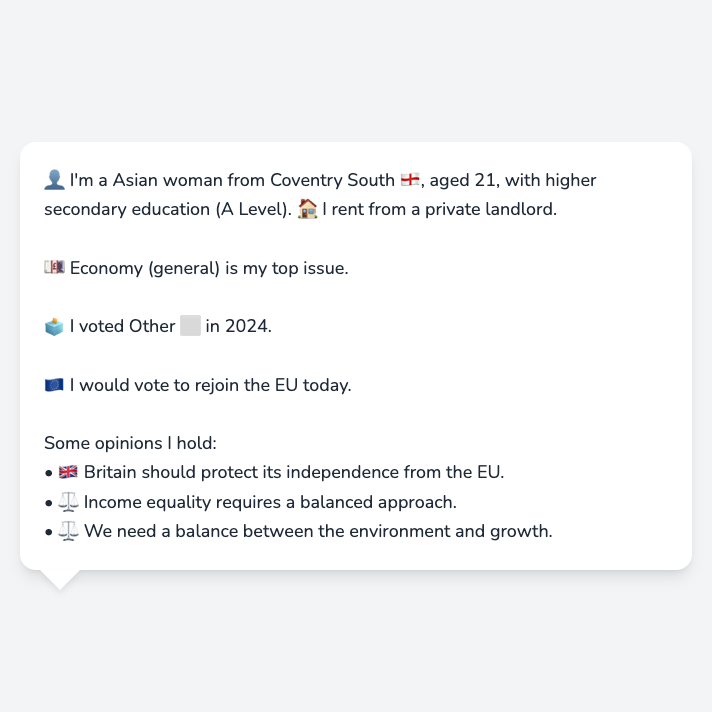 👤 I'm a Asian woman from Coventry South 🏴󠁧󠁢󠁥󠁮󠁧󠁿, aged 21, with higher
secondary education (A Level). 🏠 I rent from a private landlord.
💷 Economy (general) is my top issue.
🗳️ I voted Other ⬜ in 2024.
🇪🇺 I would vote to rejoin the EU today.
Some opinions I hold:
• 🇬🇧 Britain should protect its independence from the EU.
• ⚖️ Income equality requires a balanced approach.
• ⚖️ We need a balance between the environment and growth.